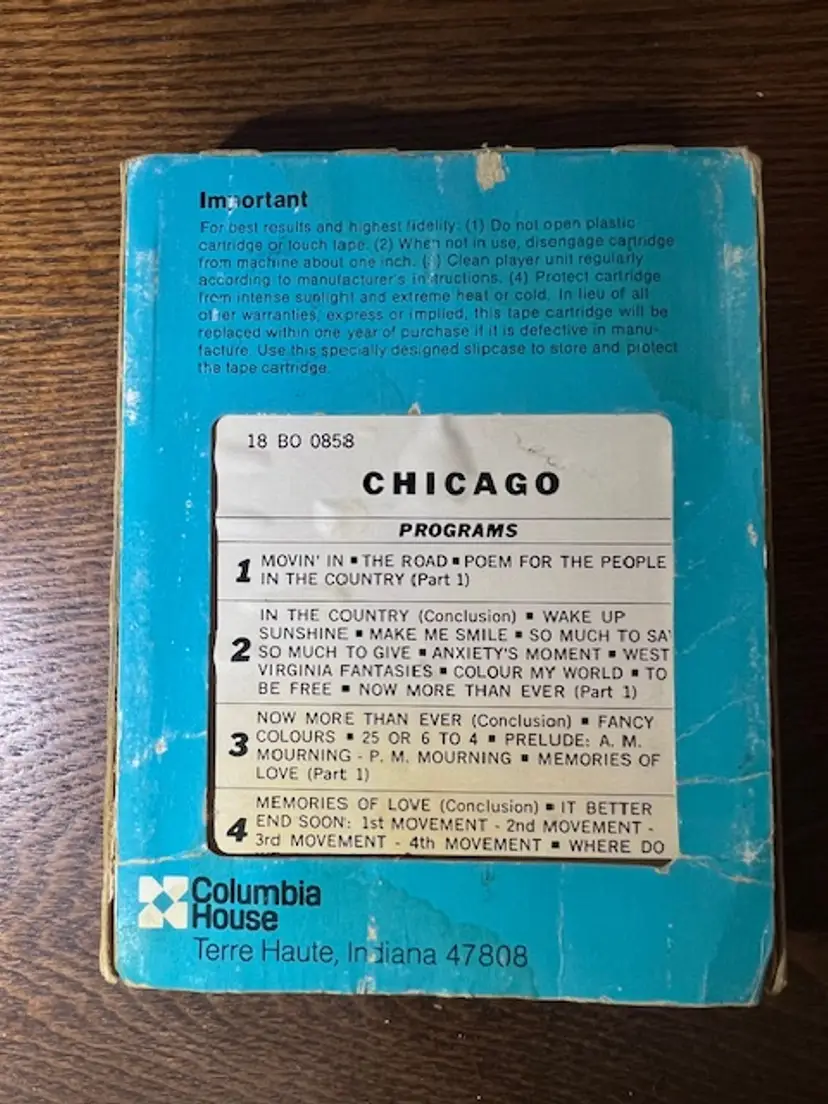 Important
For best results and highest fidelity: (1) Do not open plastic
cartridge or touch tape. (2) When not in use, disengage cartridge
from machine about one inch. (3) Clean player unit regularly
according to manufacturer's instructions. (4) Protect cartridge
from intense sunlight and extreme heat or cold. In lieu of all
other warranties, express or implied, this tape cartridge will be
replaced within one year of purchase if it is defective in manu-
facture. Use this specially designed slipcase to store and protect
the tape cartridge.
18 BO 0858
CHICAGO
PROGRAMS
1 MOVIN' IN ▪ THE ROAD ▪ POEM FOR THE PEOPLE
IN THE COUNTRY (Part 1)
IN THE COUNTRY (Conclusion) ▪ WAKE UP
SUNSHINE ▪ MAKE ME SMILE ▪ SO MUCH TO SAY
2 SO MUCH TO GIVE ▪ ANXIETY'S MOMENT ▪ WEST
VIRGINIA FANTASIES ▪ COLOUR MY WORLD ▪ TO
BE FREE ▪ NOW MORE THAN EVER (Part 1)
NOW MORE THAN EVER (Conclusion) ▪ FANCY
3 COLOURS ▪ 25 OR 6 TO 4 ▪ PRELUDE: A. M.
MOURNING - P. M. MOURNING ▪ MEMORIES OF
LOVE (Part 1)
MEMORIES OF LOVE (Conclusion) ▪ IT BETTER
4 END SOON: 1st MOVEMENT - 2nd MOVEMENT -
3rd MOVEMENT - 4th MOVEMENT ▪ WHERE DO
Columbia
House
Terre Haute, Indiana 47808